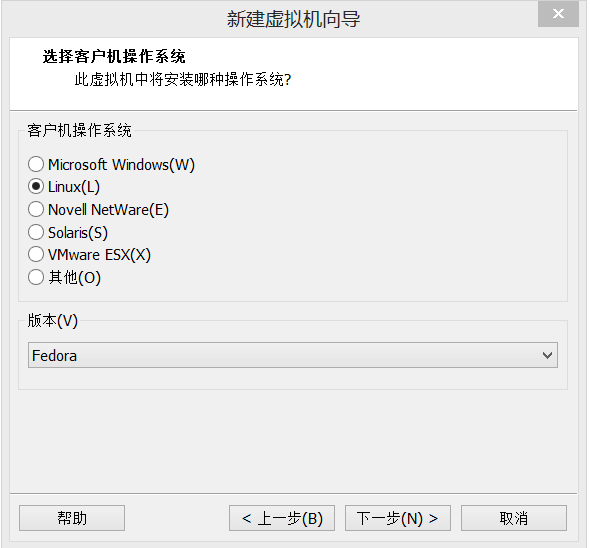 新建虚拟机向导
选择客户机操作系统
此虚拟机中将安装哪种操作系统?
客户机操作系统
Microsoft Windows(W)
Linux(L)
Novell NetWare(E)
Solaris(S)
VMware ESX(X)
其他(O)
版本(V)
Fedora
帮助
< 上一步(B)
下一步(N) >
取消